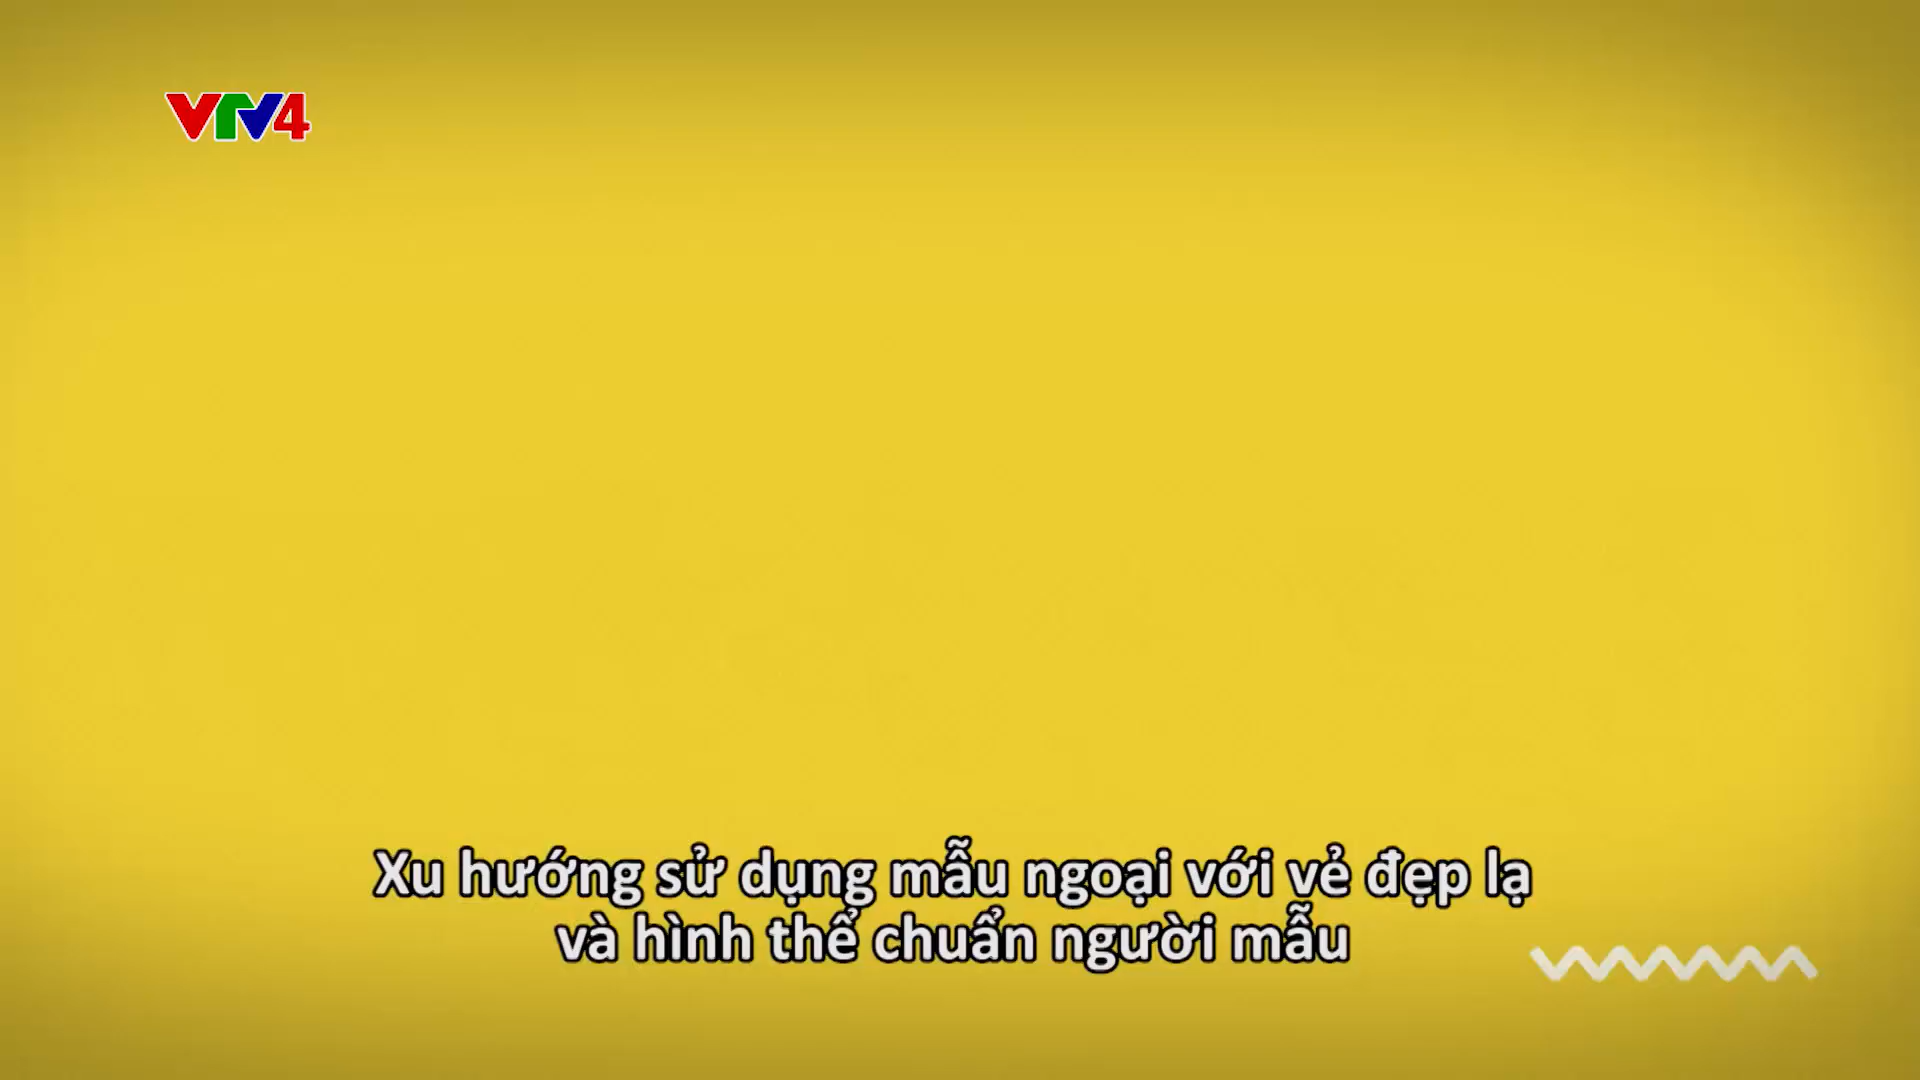 VTV4
Xu hướng sử dụng mẫu ngoại với vẻ đẹp lạ
và hình thể chuẩn người mẫu